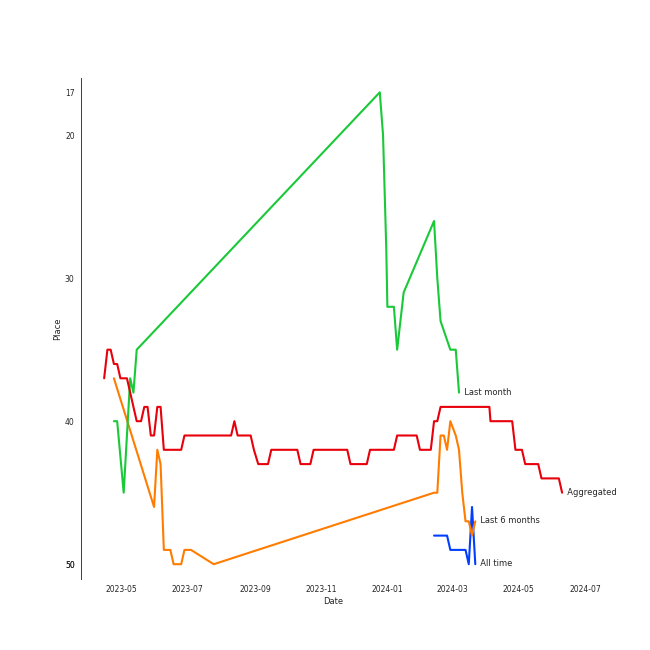 17
20
30
Place
Last month
40
Aggregated
Last 6 months
All time
50
2023-05 2023-07 2023-09 2023-11 2024-01 2024-03 2024-05 2024-07
Date